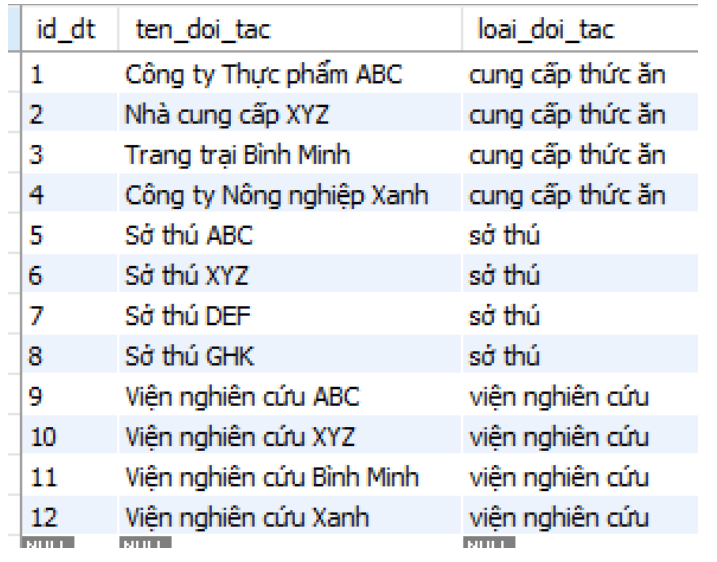 id_dt ten_doi_tac loai_doi_tac
1 Công ty Thực phẩm ABC cung cấp thức ăn
2 Nhà cung cấp XYZ cung cấp thức ăn
3 Trang trại Bình Minh cung cấp thức ăn
4 Công ty Nông nghiệp Xanh cung cấp thức ăn
5 Sở thú ABC sở thú
6 Sở thú XYZ sở thú
7 Sở thú DEF sở thú
8 Sở thú GHK sở thú
9 Viện nghiên cứu ABC viện nghiên cứu
10 Viện nghiên cứu XYZ viện nghiên cứu
11 Viện nghiên cứu Bình Minh viện nghiên cứu
12 Viện nghiên cứu Xanh viện nghiên cứu
NULL NULL NULL